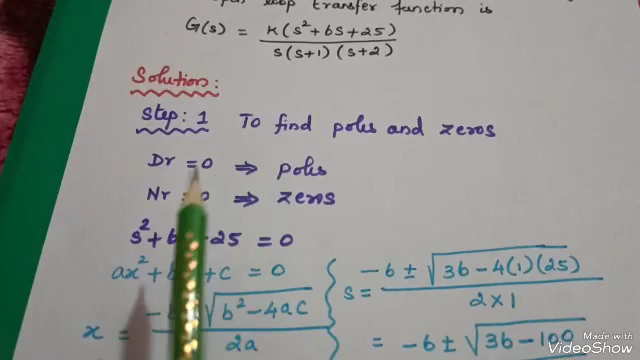 loop transfer function is
G(s) = K(s²+6s+25)
s(s+1)(s+2)
Solution:
Step: 1 To find poles and zeros
Dr = 0 ⇒ poles
Nr = 0 ⇒ zeros
s² + 6 25 = 0
ax² + + c = 0
x = √b² - 4ac
2a
s = -6 ± √36 - 4(1)(25)
2 × 1
= -6 ± √36 - 100
Made with
VideoShow